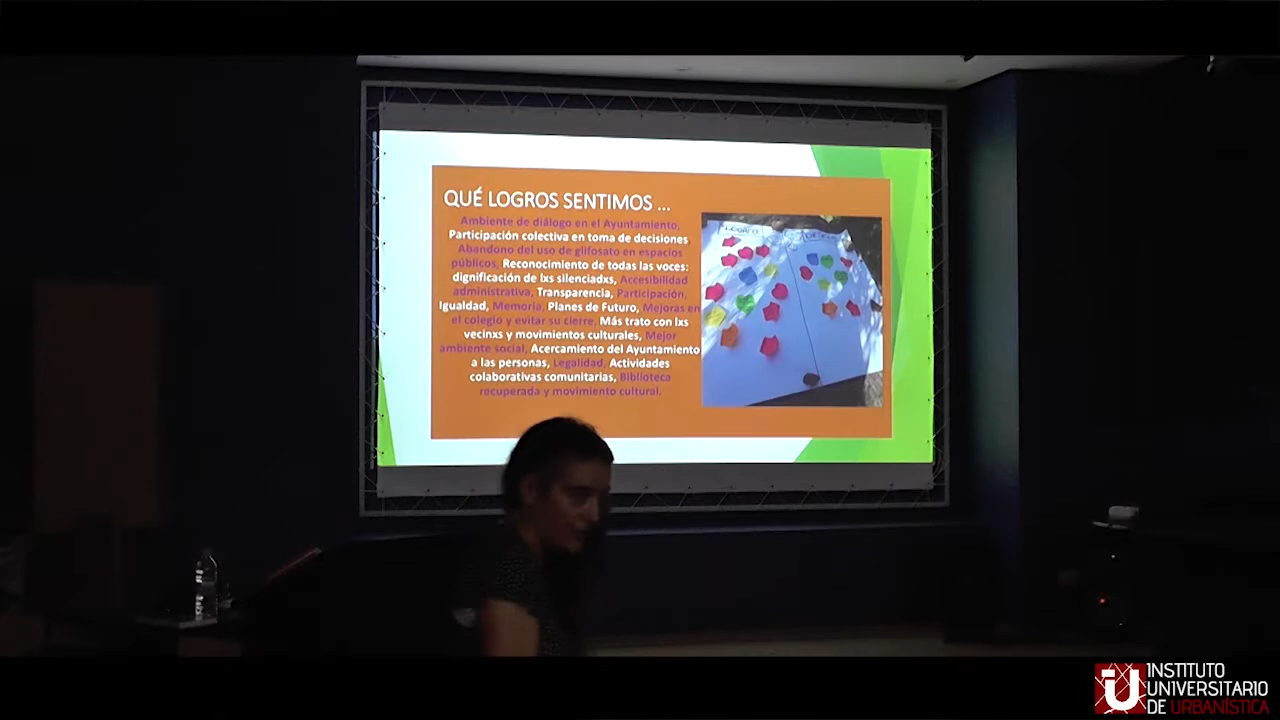 QUÉ LOGROS SENTIMOS ...
Ambiente de diálogo en el Ayuntamiento,
Participación colectiva en toma de decisiones
Abandono del uso de glifosato en espacios
públicos, Reconocimiento de todas las voces:
dignificación de lxs silenciadxs, Accesibilidad
administrativa, Transparencia, Participación,
Igualdad, Memoria, Planes de Futuro, Mejoras en
el colegio y evitar su cierre, Más trato con lxs
vecinxs y movimientos culturales, Mejor
ambiente social, Acercamiento del Ayuntamiento
a las personas, Legalidad, Actividades
colaborativas comunitarias, Biblioteca
recuperada y movimiento cultural.
INSTITUTO
UNIVERSITARIO
DE URBANÍSTICA